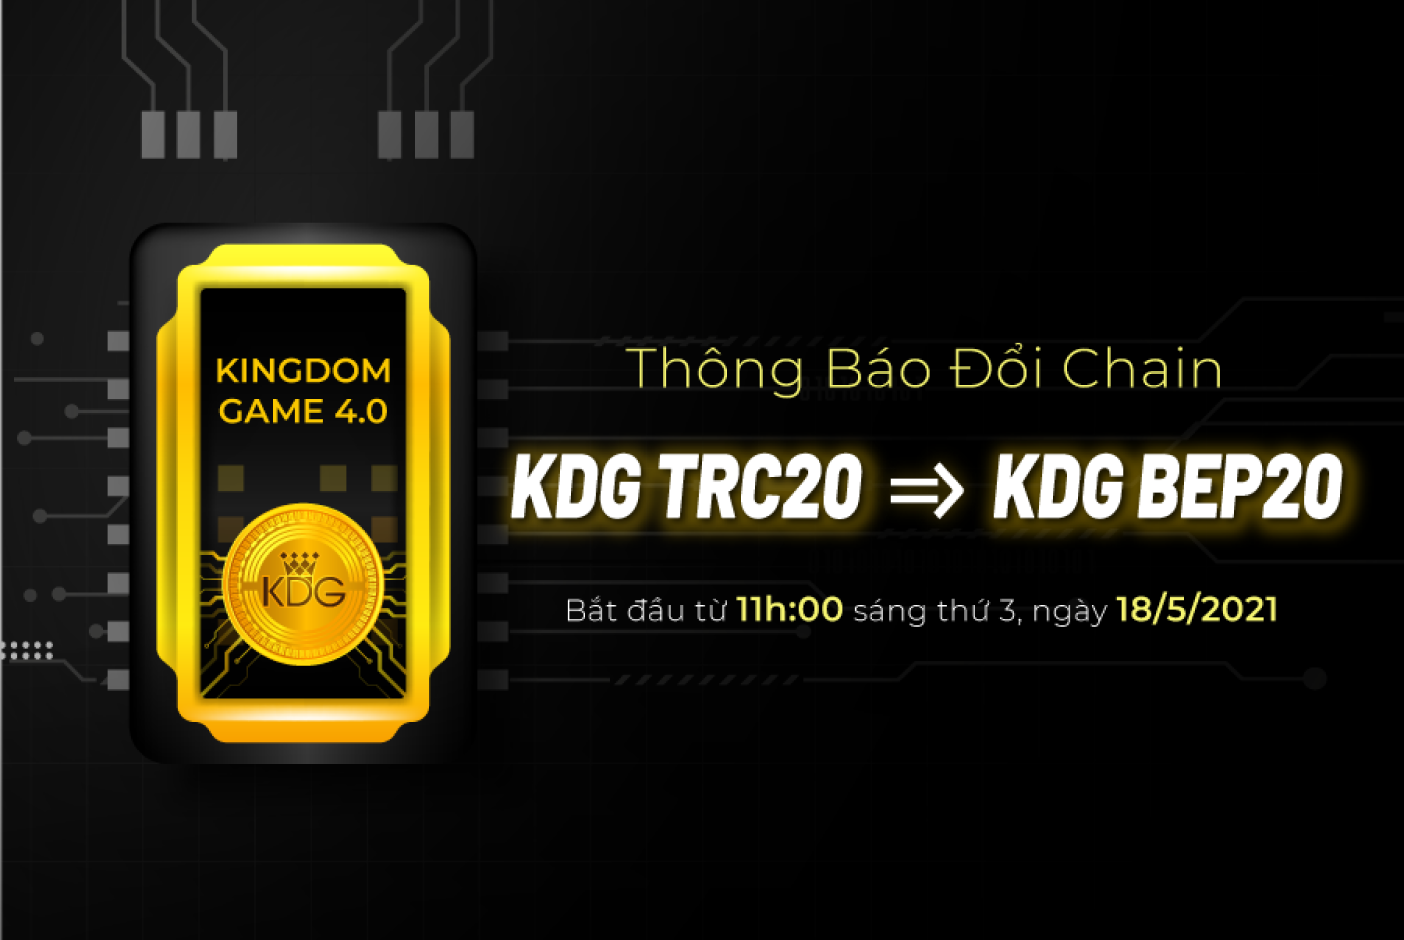 KINGDOM
GAME 4.0
KDG
Thông Báo Đổi Chain
KDG TRC20 ⇒ KDG BEP20
Bắt đầu từ 11h:00 sáng thứ 3, ngày 18/5/2021